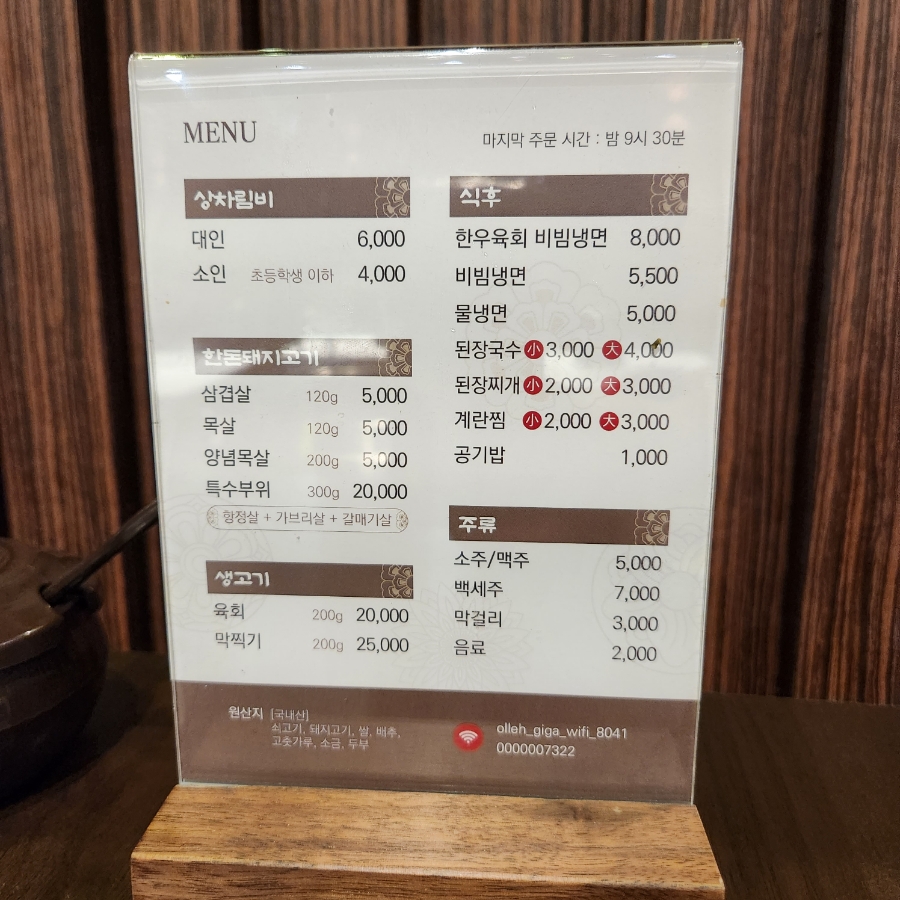 MENU
마지막 주문 시간 : 밤 9시 30분
상차림비
대인 6,000
소인 초등학생 이하 4,000
한돈돼지고기
삼겹살 120g 5,000
목살 120g 5,000
양념목살 200g 5,000
특수부위 300g 20,000
항정살 + 가브리살 + 갈매기살
생고기
육회 200g 20,000
막찍기 200g 25,000
식후
한우육회 비빔냉면 8,000
비빔냉면 5,500
물냉면 5,000
된장국수 小 3,000 大 4,000
된장찌개 小 2,000 大 3,000
계란찜 小 2,000 大 3,000
공기밥 1,000
주류
소주/맥주 5,000
백세주 7,000
막걸리 3,000
음료 2,000
원산지 [국내산]
쇠고기, 돼지고기, 쌀, 배추,
고춧가루, 소금, 두부
olleh_giga_wifi_8041
0000007322